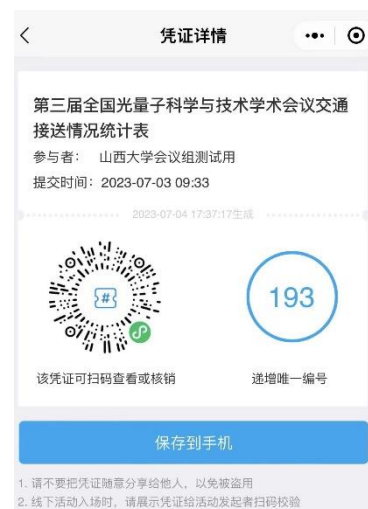 凭证详情
第三届全国光量子科学与技术学术会议交通
接送情况统计表
参与者： 山西大学会议组测试用
提交时间：2023-07-03 09:33
2023-07-04 17:37:17生成
#
193
该凭证可扫码查看或核销
递增唯一编号
保存到手机
1. 请不要把凭证随意分享给他人，以免被盗用
2. 线下活动入场时，请展示凭证给活动发起者扫码校验